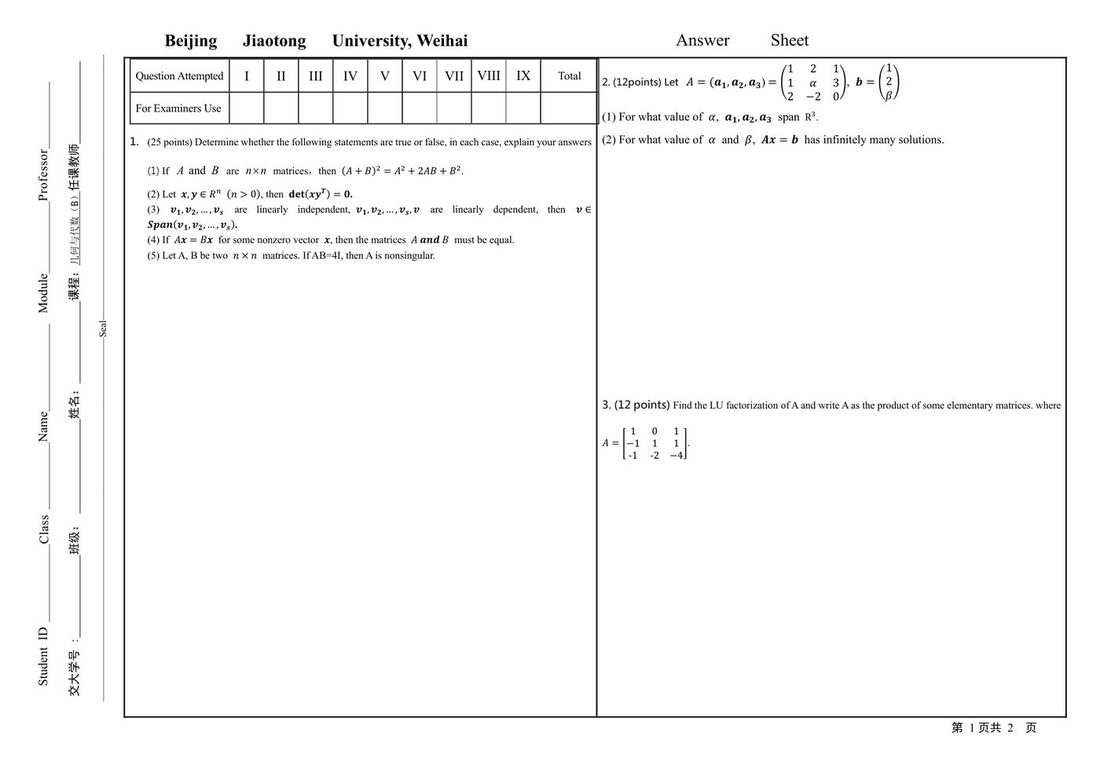 Beijing Jiaotong University, Weihai Answer Sheet
Student ID Class Name Module Professor
交大学号： 班级： 姓名： 课程：几何与代数（B）任课教师
Seal
Question Attempted I II III IV V VI VII VIII IX Total
For Examiners Use
1. (25 points) Determine whether the following statements are true or false, in each case, explain your answers
(1) If A and B are n×n matrices，then (A + B)² = A² + 2AB + B².
(2) Let x, y ∈ Rⁿ (n > 0), then det(xyᵀ) = 0.
(3) v₁, v₂, …, vₛ are linearly independent, v₁, v₂, …, vₛ, v are linearly dependent, then v ∈
Span(v₁, v₂, …, vₛ).
(4) If Ax = Bx for some nonzero vector x, then the matrices A and B must be equal.
(5) Let A, B be two n × n matrices. If AB=4I, then A is nonsingular.
2. (12points) Let A = (a₁, a₂, a₃) = (1 2 1; 1 α 3; 2 −2 0), b = (1; 2; β)
(1) For what value of α, a₁, a₂, a₃ span R³.
(2) For what value of α and β, Ax = b has infinitely many solutions.
3. (12 points) Find the LU factorization of A and write A as the product of some elementary matrices. where
A = [1 0 1; −1 1 1; -1 -2 −4].
第 1 页共 2 页